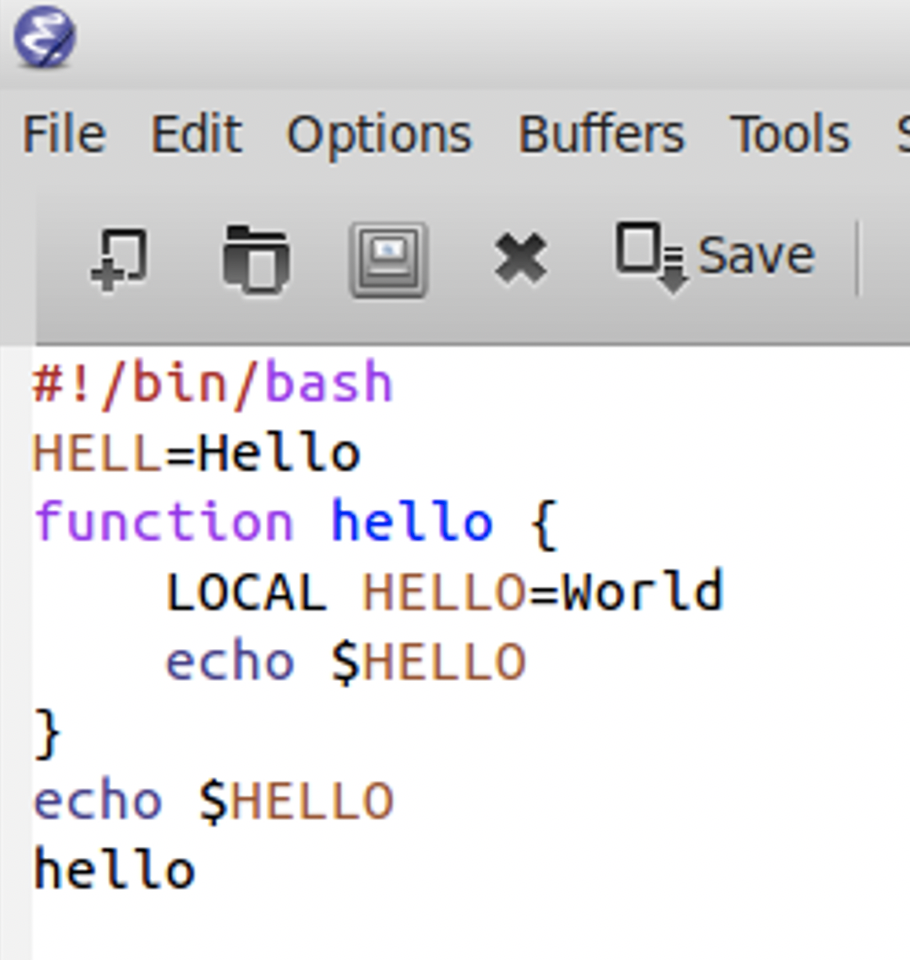 File Edit Options Buffers Tools S
Save
#!/bin/bash
HELL=Hello
function hello {
    LOCAL HELLO=World
    echo $HELLO
}
echo $HELLO
hello